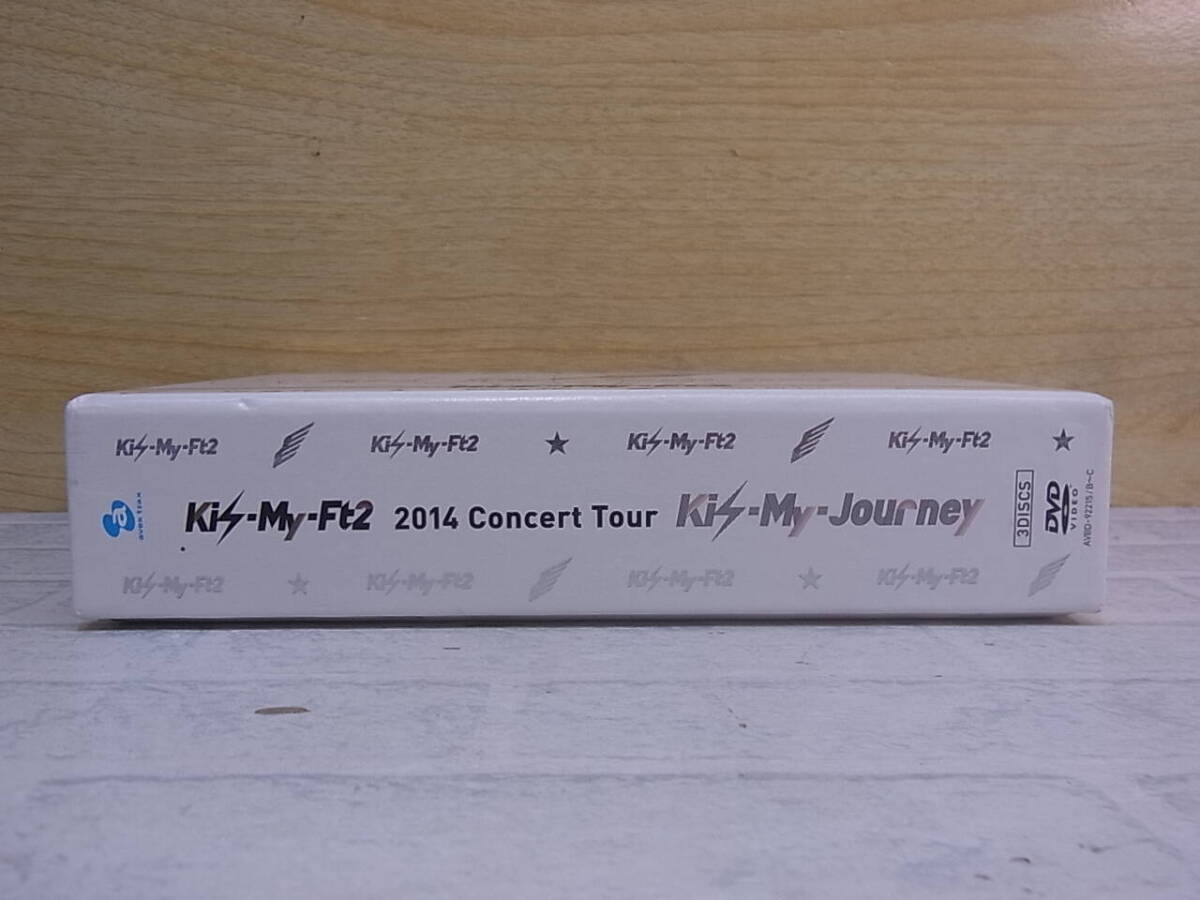 Kis-My-Ft2 Kis-My-Ft2 Kis-My-Ft2 Kis-My-Ft2
a avex trax
Kis-My-Ft2 2014 Concert Tour Kis-My-Journey
3DISCS
DVD VIDEO
AVBD-92215/B~C
Kis-My-Ft2 Kis-My-Ft2 Kis-My-Ft2 Kis-My-Ft2